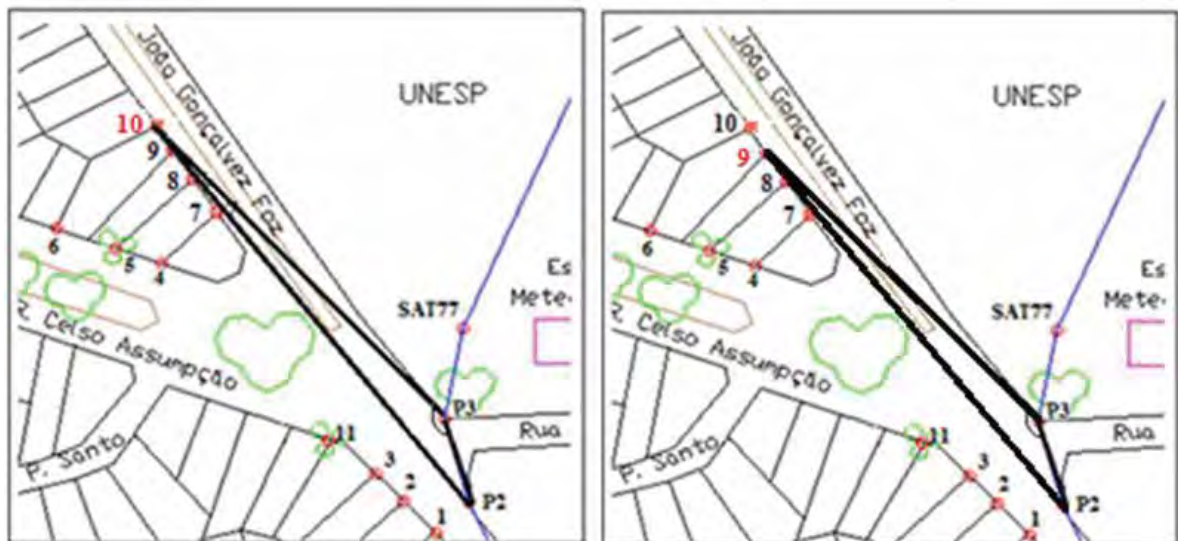 João Gonçalvez Foz
UNESP
10
9
8
7
6
5
4
Es
Mete
SAT77
R. Celso Assumpção
P3
Rua
P. Santo
11
3
2
P2
1
João Gonçalvez Foz
UNESP
10
9
8
7
6
5
4
Es
Mete
SAT77
R. Celso Assumpção
P3
Rua
P. Santo
11
3
2
P2
1